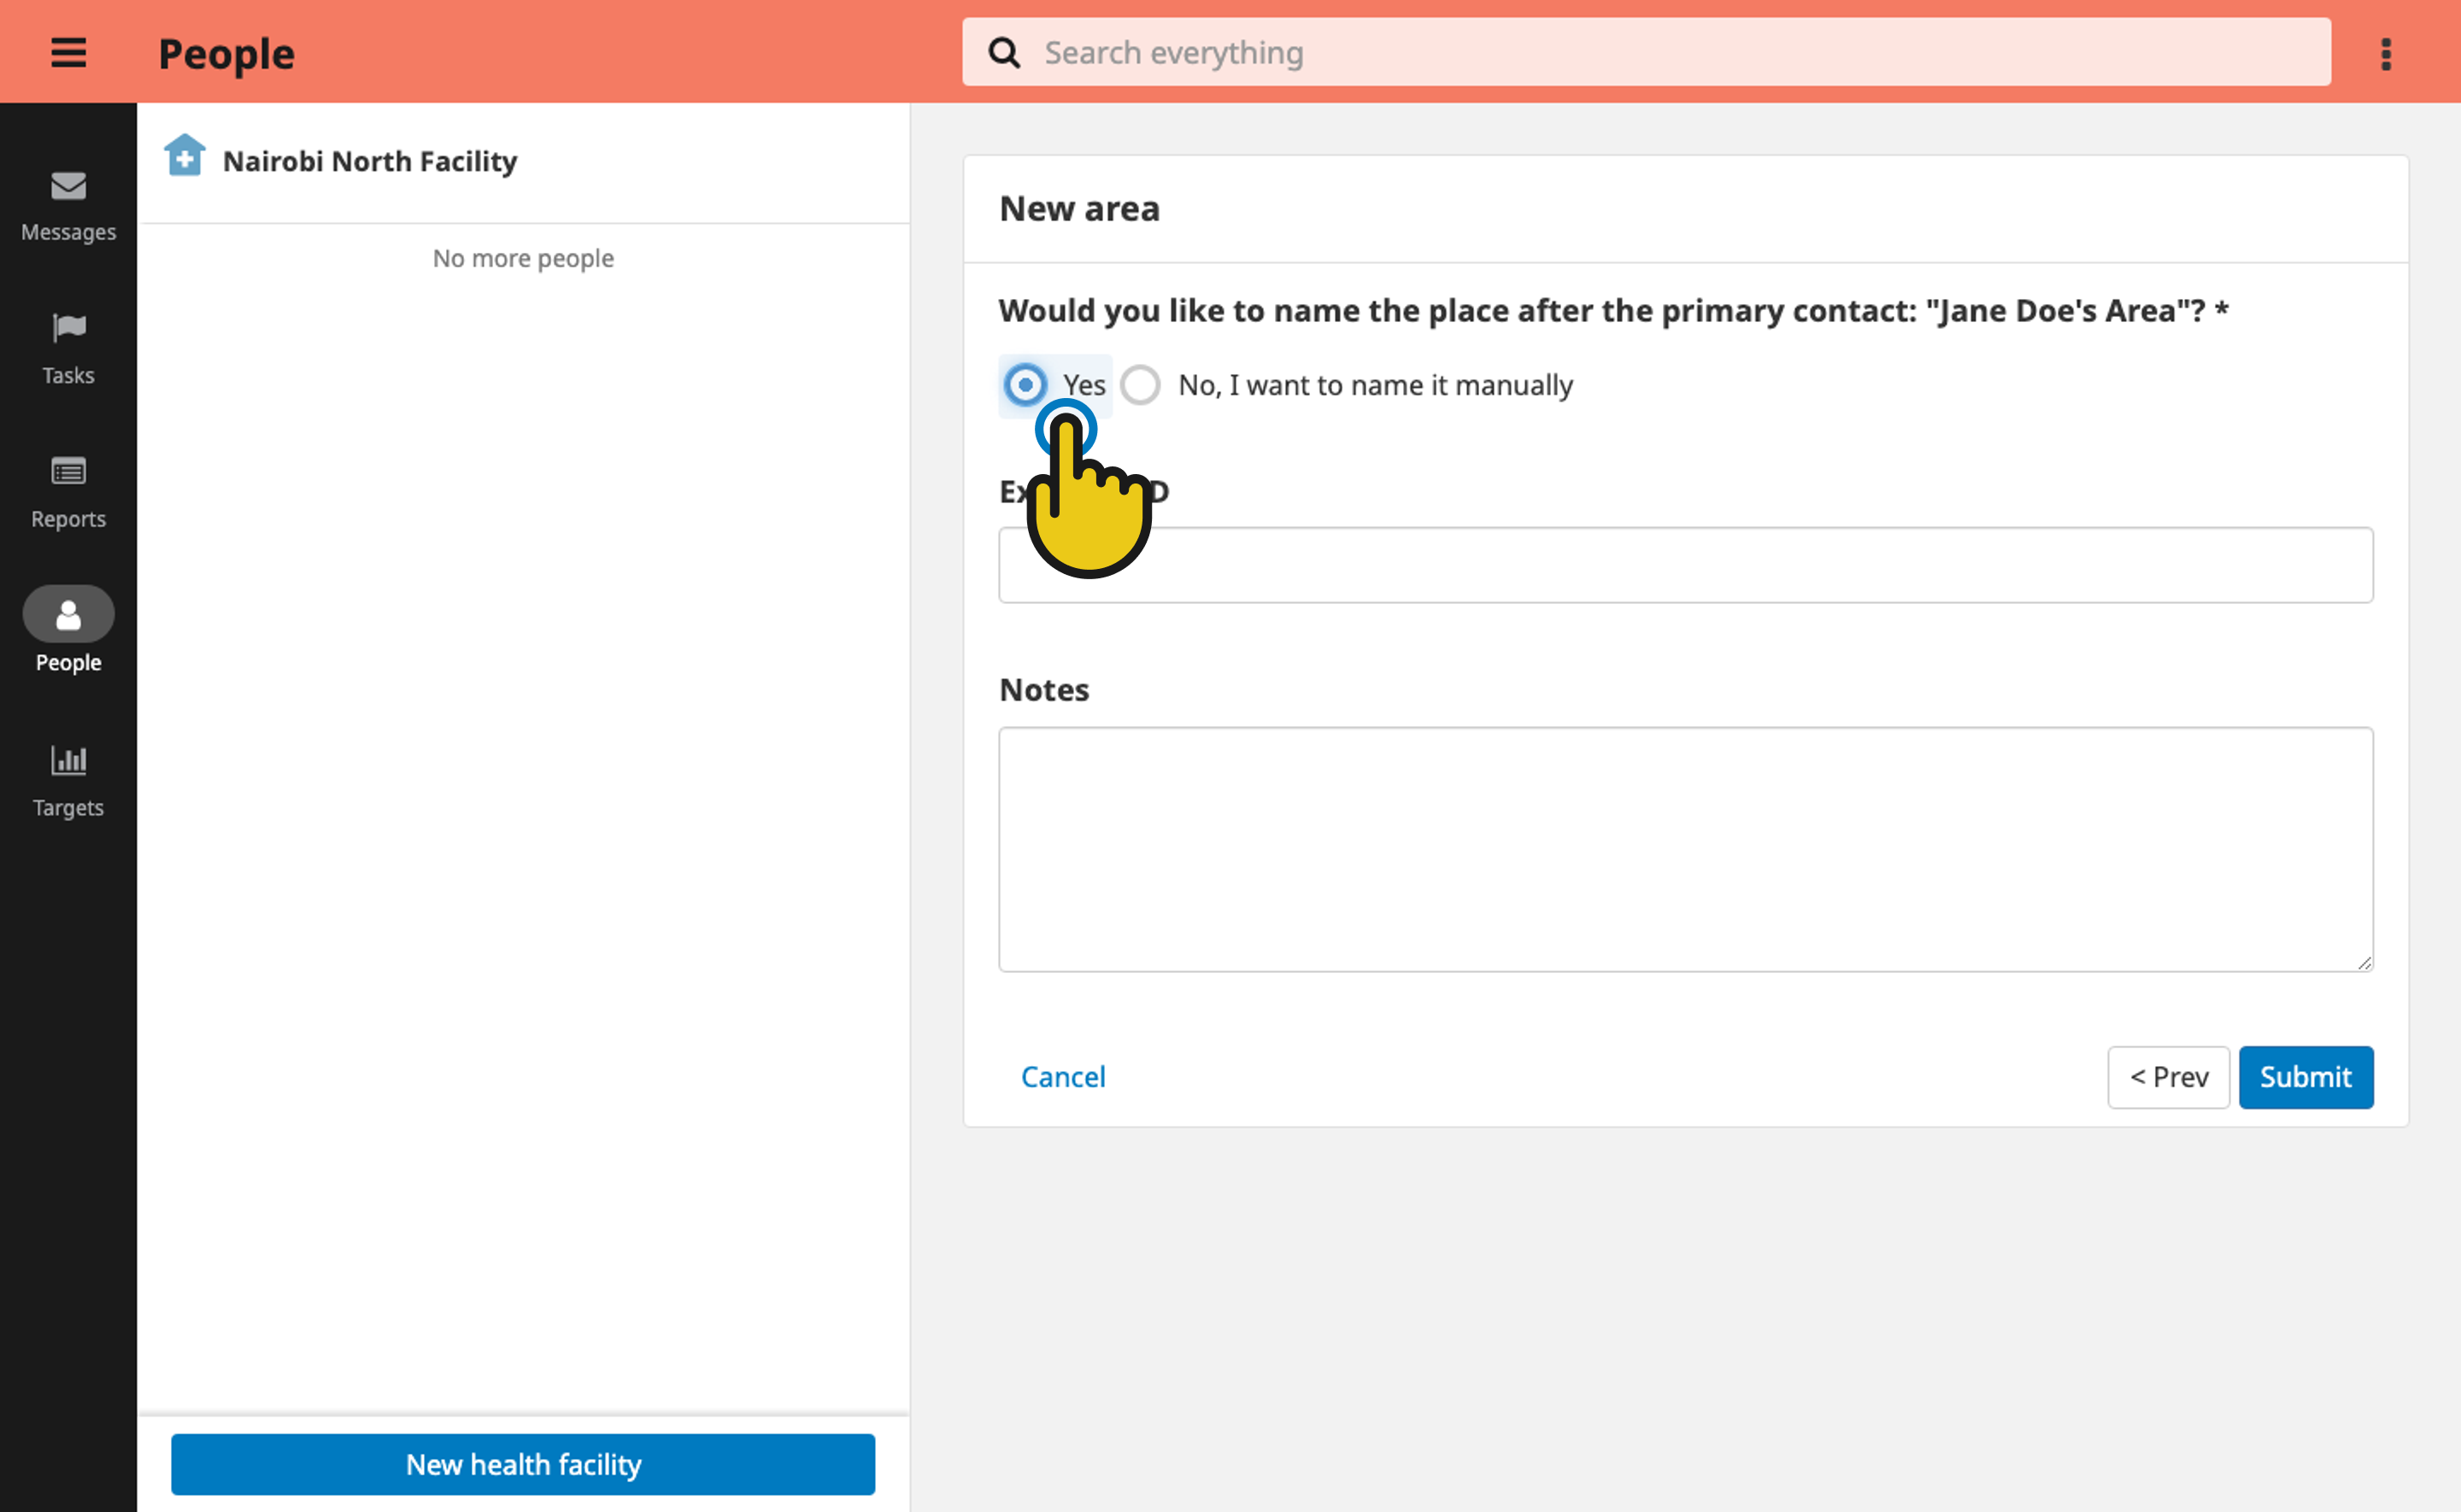 People
Search everything
Messages
Tasks
Reports
People
Targets
Nairobi North Facility
No more people
New health facility
New area
Would you like to name the place after the primary contact: "Jane Doe's Area"? *
Yes
No, I want to name it manually
Notes
Cancel
< Prev
Submit